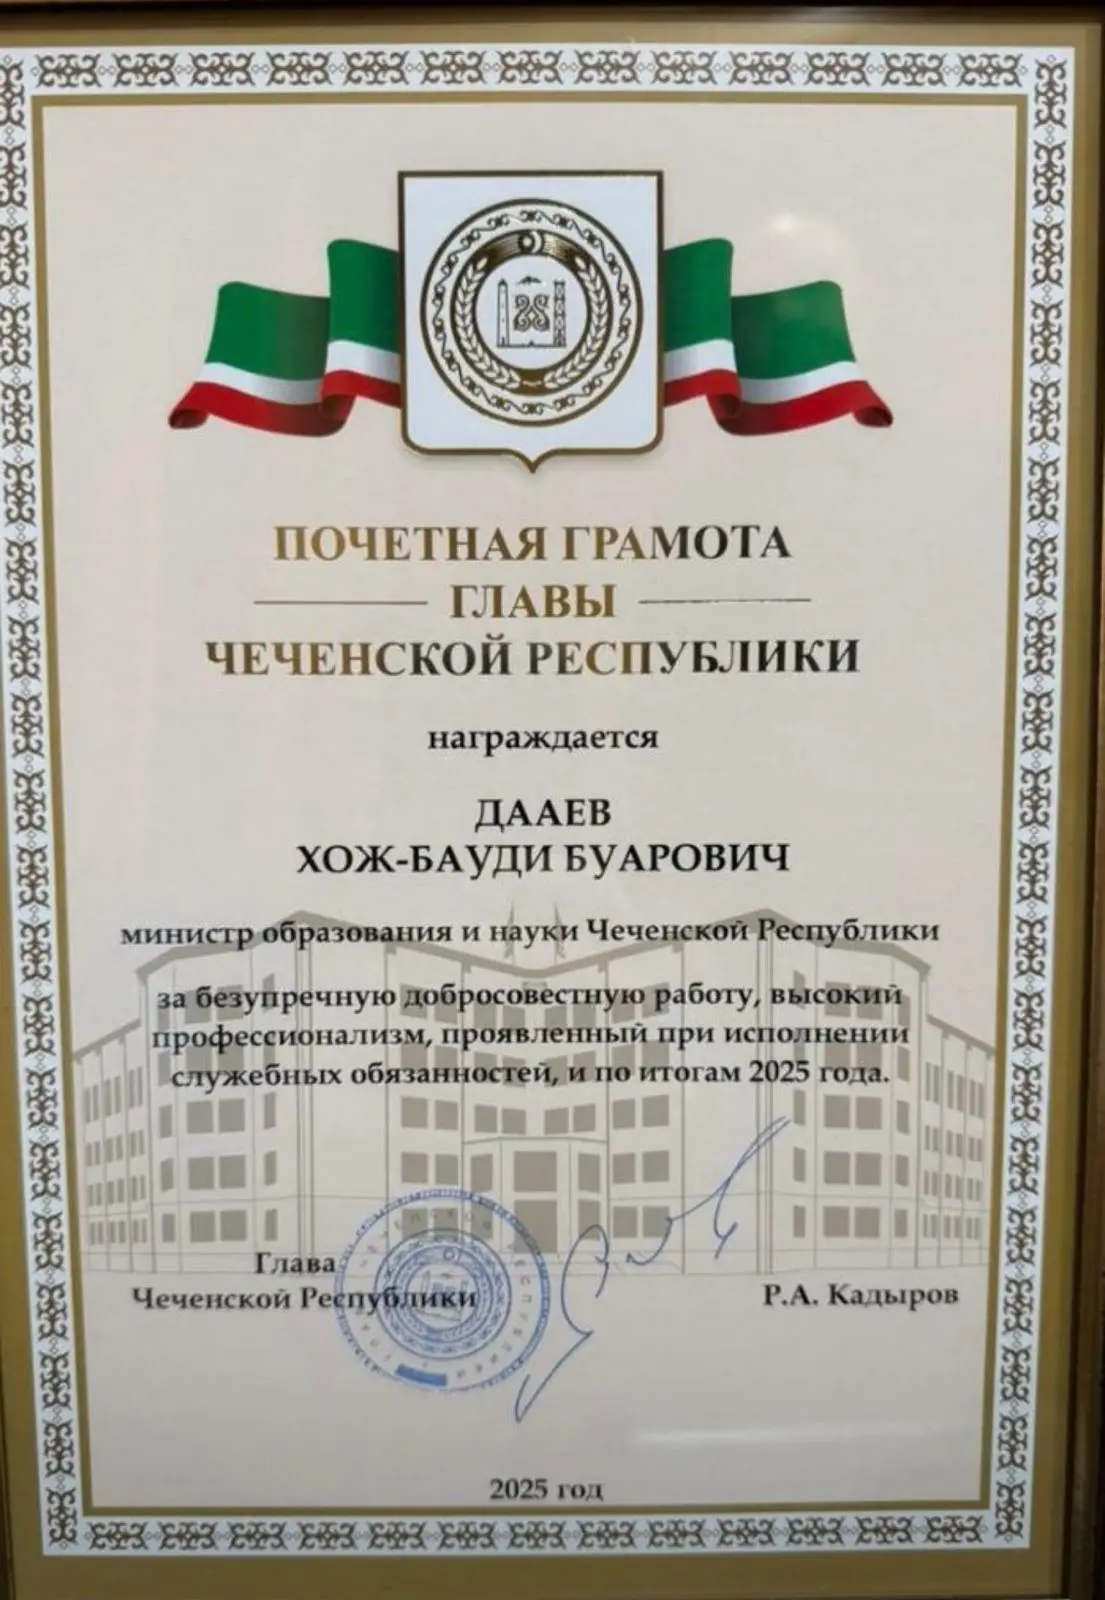 ПОЧЕТНАЯ ГРАМОТА
ГЛАВЫ
ЧЕЧЕНСКОЙ РЕСПУБЛИКИ
награждается
ДААЕВ
ХОЖ-БАУДИ БУАРОВИЧ
министр образования и науки Чеченской Республики
за безупречную добросовестную работу, высокий
профессионализм, проявленный при исполнении
служебных обязанностей, и по итогам 2025 года.
Глава
Чеченской Республики
Р.А. Кадыров
2025 год